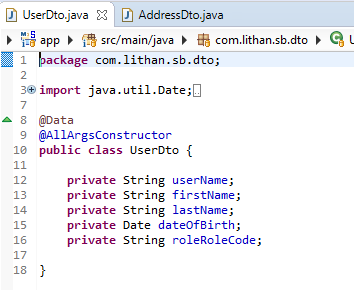 UserDto.java AddressDto.java
app src/main/java com.lithan.sb.dto
1 package com.lithan.sb.dto;
2
3 import java.util.Date;
7
8 @Data
9 @AllArgsConstructor
10 public class UserDto {
11
12 private String userName;
13 private String firstName;
14 private String lastName;
15 private Date dateOfBirth;
16 private String roleRoleCode;
17
18 }